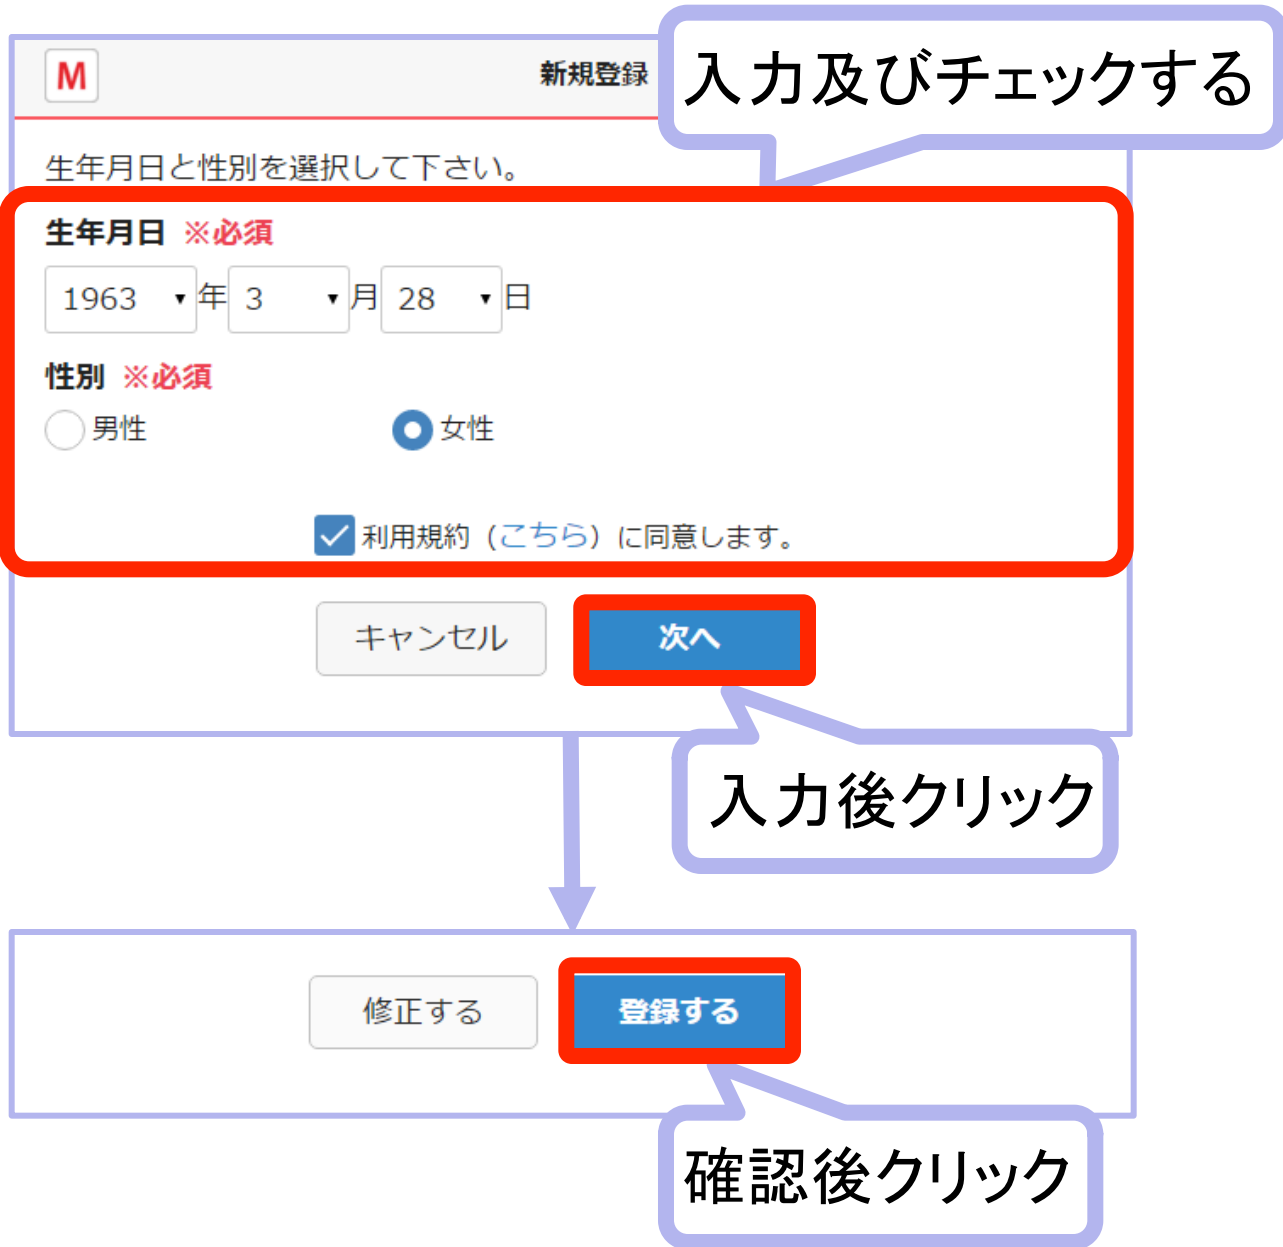 M
新規登録
入力及びチェックする
生年月日と性別を選択して下さい。
生年月日 ※必須
1963 年 3 月 28 日
性別 ※必須
男性 女性
利用規約（こちら）に同意します。
キャンセル 次へ
入力後クリック
修正する 登録する
確認後クリック